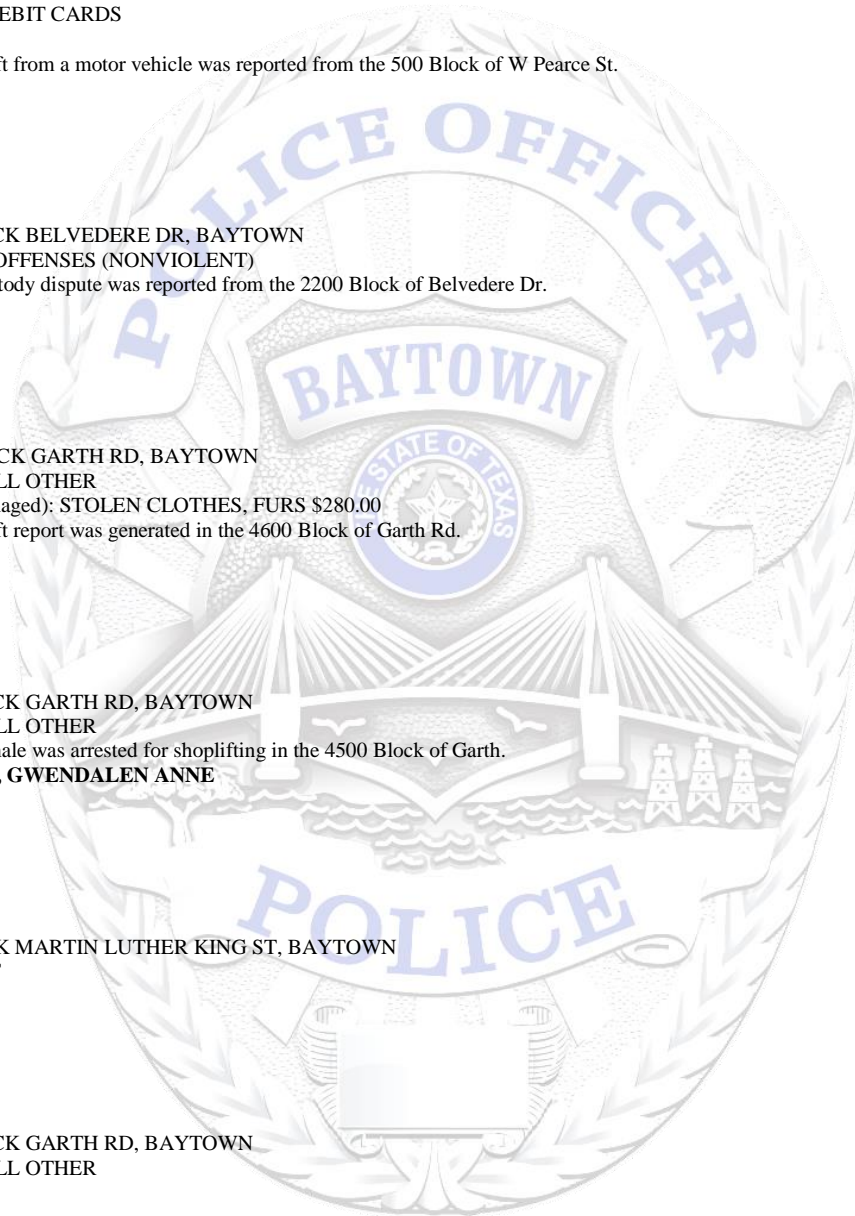 EBIT CARDS
ft from a motor vehicle was reported from the 500 Block of W Pearce St.
POLICE OFFICER
CK BELVEDERE DR, BAYTOWN
OFFENSES (NONVIOLENT)
tody dispute was reported from the 2200 Block of Belvedere Dr.
BAYTOWN
CK GARTH RD, BAYTOWN
LL OTHER
THE STATE OF TEXAS
aged): STOLEN CLOTHES, FURS $280.00
ft report was generated in the 4600 Block of Garth Rd.
CK GARTH RD, BAYTOWN
LL OTHER
male was arrested for shoplifting in the 4500 Block of Garth.
, GWENDALEN ANNE
POLICE
K MARTIN LUTHER KING ST, BAYTOWN
CK GARTH RD, BAYTOWN
LL OTHER